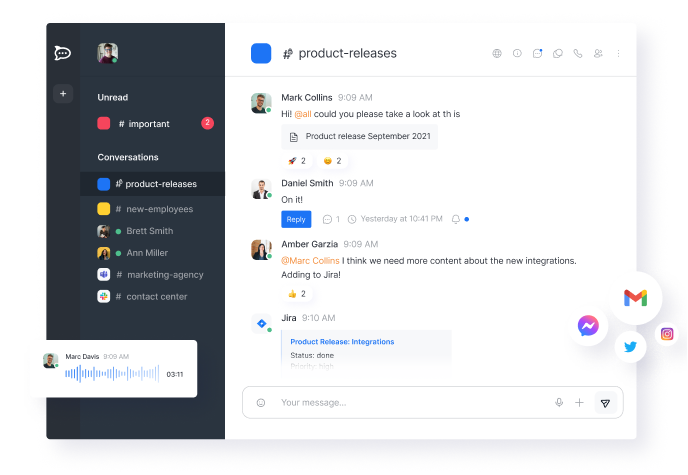 +
Unread
# important
2
Conversations
product-releases
# new-employees
Brett Smith
Ann Miller
# marketing-agency
# contact center
Marc Davis 9:09 AM
03:11
# product-releases
Mark Collins 9:09 AM
Hi! @all could you please take a look at th is
Product release September 2021
🚀 2 😄 2
Daniel Smith 9:09 AM
On it!
Reply 1 Yesterday at 10:41 PM
Amber Garzia 9:09 AM
@Marc Collins I think we need more content about the new integrations.
Adding to Jira!
👍 2
Jira 9:10 AM
Product Release: Integrations
Status: done
Priority: high
Your message...